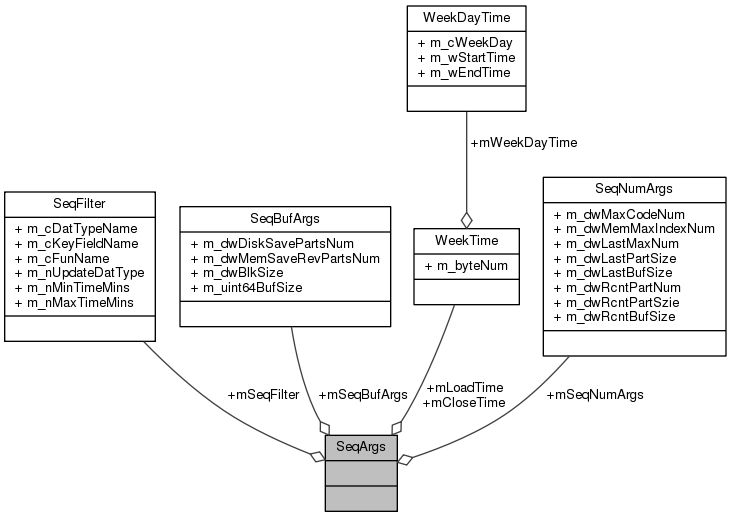 WeekDayTime
+ m_cWeekDay
+ m_wStartTime
+ m_wEndTime
+mWeekDayTime
SeqFilter
+ m_cDatTypeName
+ m_cKeyFieldName
+ m_cFunName
+ m_nUpdateDatType
+ m_nMinTimeMins
+ m_nMaxTimeMins
SeqBufArgs
+ m_dwDiskSavePartsNum
+ m_dwMemSaveRevPartsNum
+ m_dwBlkSize
+ m_uint64BufSize
WeekTime
+ m_byteNum
SeqNumArgs
+ m_dwMaxCodeNum
+ m_dwMemMaxIndexNum
+ m_dwLastMaxNum
+ m_dwLastPartSize
+ m_dwLastBufSize
+ m_dwRcntPartNum
+ m_dwRcntPartSzie
+ m_dwRcntBufSize
+mSeqFilter
+mSeqBufArgs
+mLoadTime
+mCloseTime
+mSeqNumArgs
SeqArgs